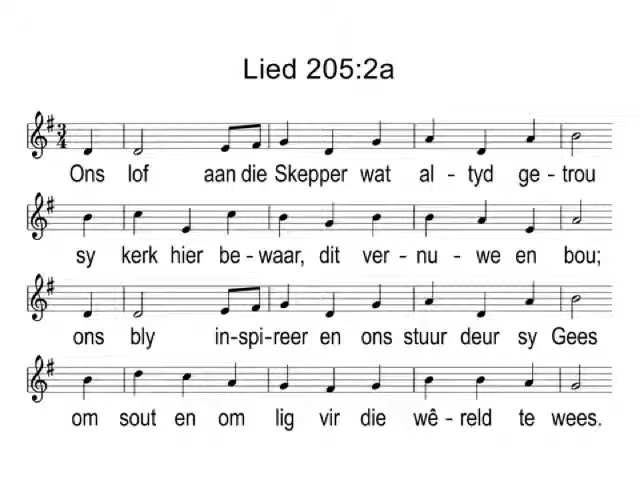 Lied 205:2a
3
4
Ons lof aan die Skepper wat al - tyd ge - trou
sy kerk hier be - waar, dit ver - nu - we en bou;
ons bly in-spi-reer en ons stuur deur sy Gees
om sout en om lig vir die wê - reld te wees.